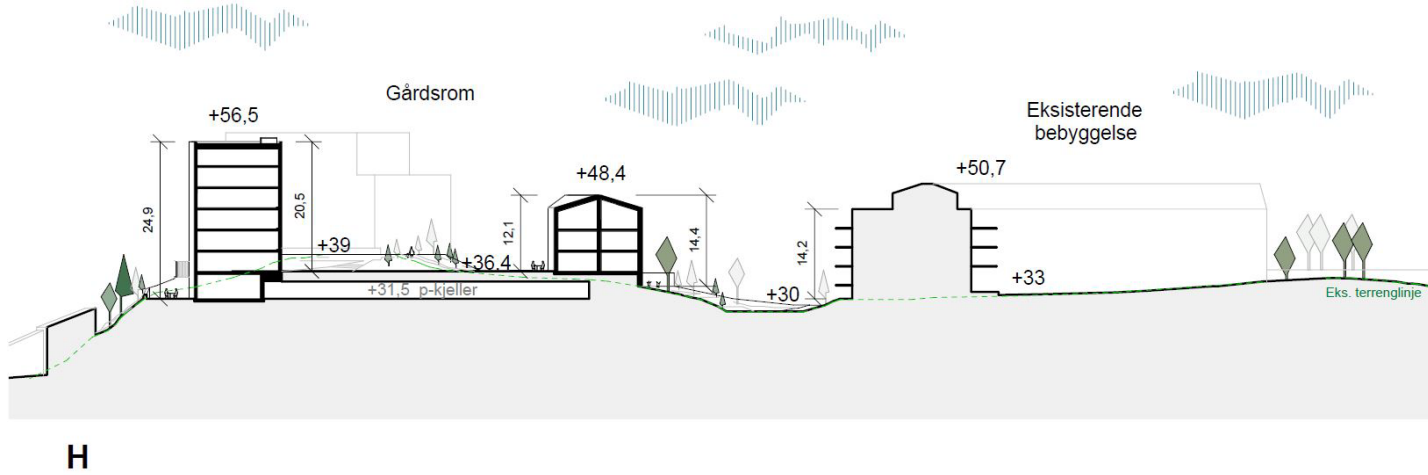 Gårdsrom
+56,5
Eksisterende
bebyggelse
+50,7
+48,4
24,9
20,5
12,1
14,4
14,2
+39
+36.4
+31,5 p-kjeller
+30
+33
Eks. terrenglinje
H